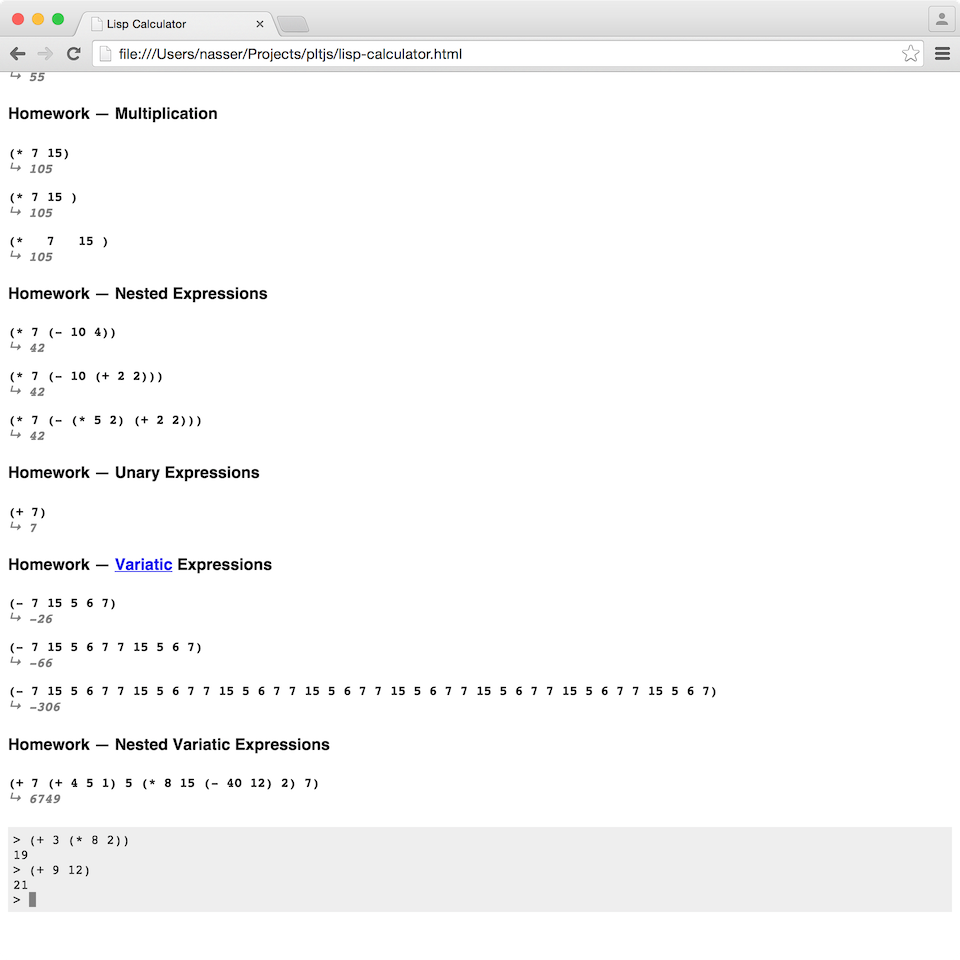 Lisp Calculator
file:///Users/nasser/Projects/pltjs/lisp-calculator.html
↪ 55
Homework — Multiplication
(* 7 15)
↪ 105
(* 7 15 )
↪ 105
(*   7   15 )
↪ 105
Homework — Nested Expressions
(* 7 (- 10 4))
↪ 42
(* 7 (- 10 (+ 2 2)))
↪ 42
(* 7 (- (* 5 2) (+ 2 2)))
↪ 42
Homework — Unary Expressions
(+ 7)
↪ 7
Homework — Variatic Expressions
(- 7 15 5 6 7)
↪ -26
(- 7 15 5 6 7 7 15 5 6 7)
↪ -66
(- 7 15 5 6 7 7 15 5 6 7 7 15 5 6 7 7 15 5 6 7 7 15 5 6 7 7 15 5 6 7 7 15 5 6 7 7 15 5 6 7)
↪ -306
Homework — Nested Variatic Expressions
(+ 7 (+ 4 5 1) 5 (* 8 15 (- 40 12) 2) 7)
↪ 6749
> (+ 3 (* 8 2))
19
> (+ 9 12)
21
>